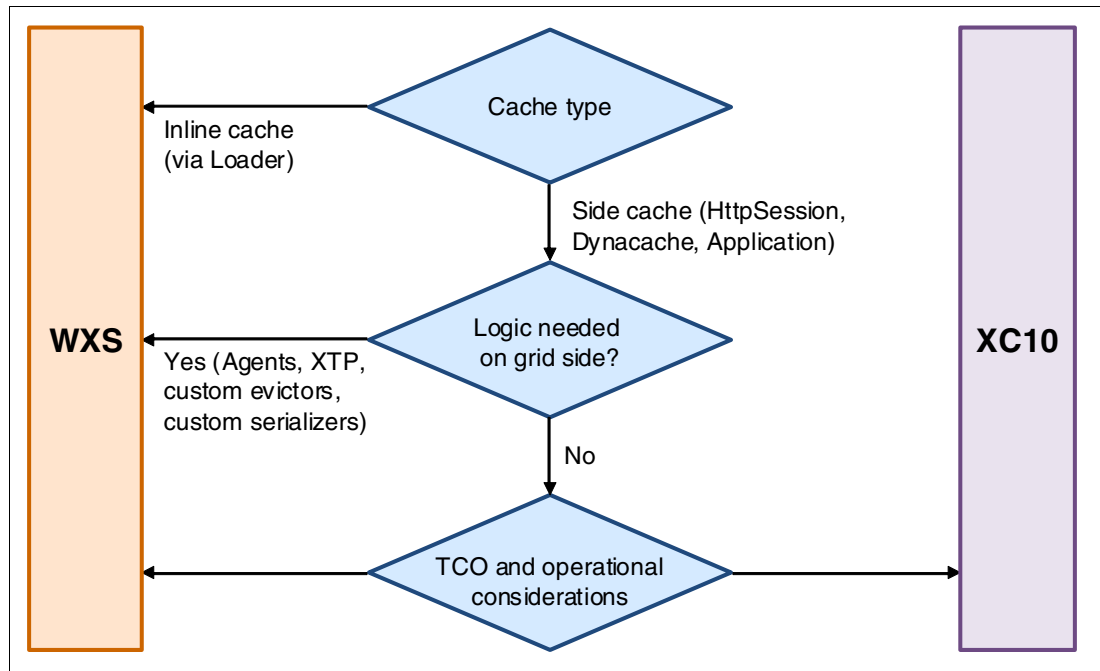 Cache type
Inline cache
(via Loader)
Side cache (HttpSession,
Dynacache, Application)
WXS
Logic needed
on grid side?
XC10
Yes (Agents, XTP,
custom evictors,
custom serializers)
No
TCO and operational
considerations